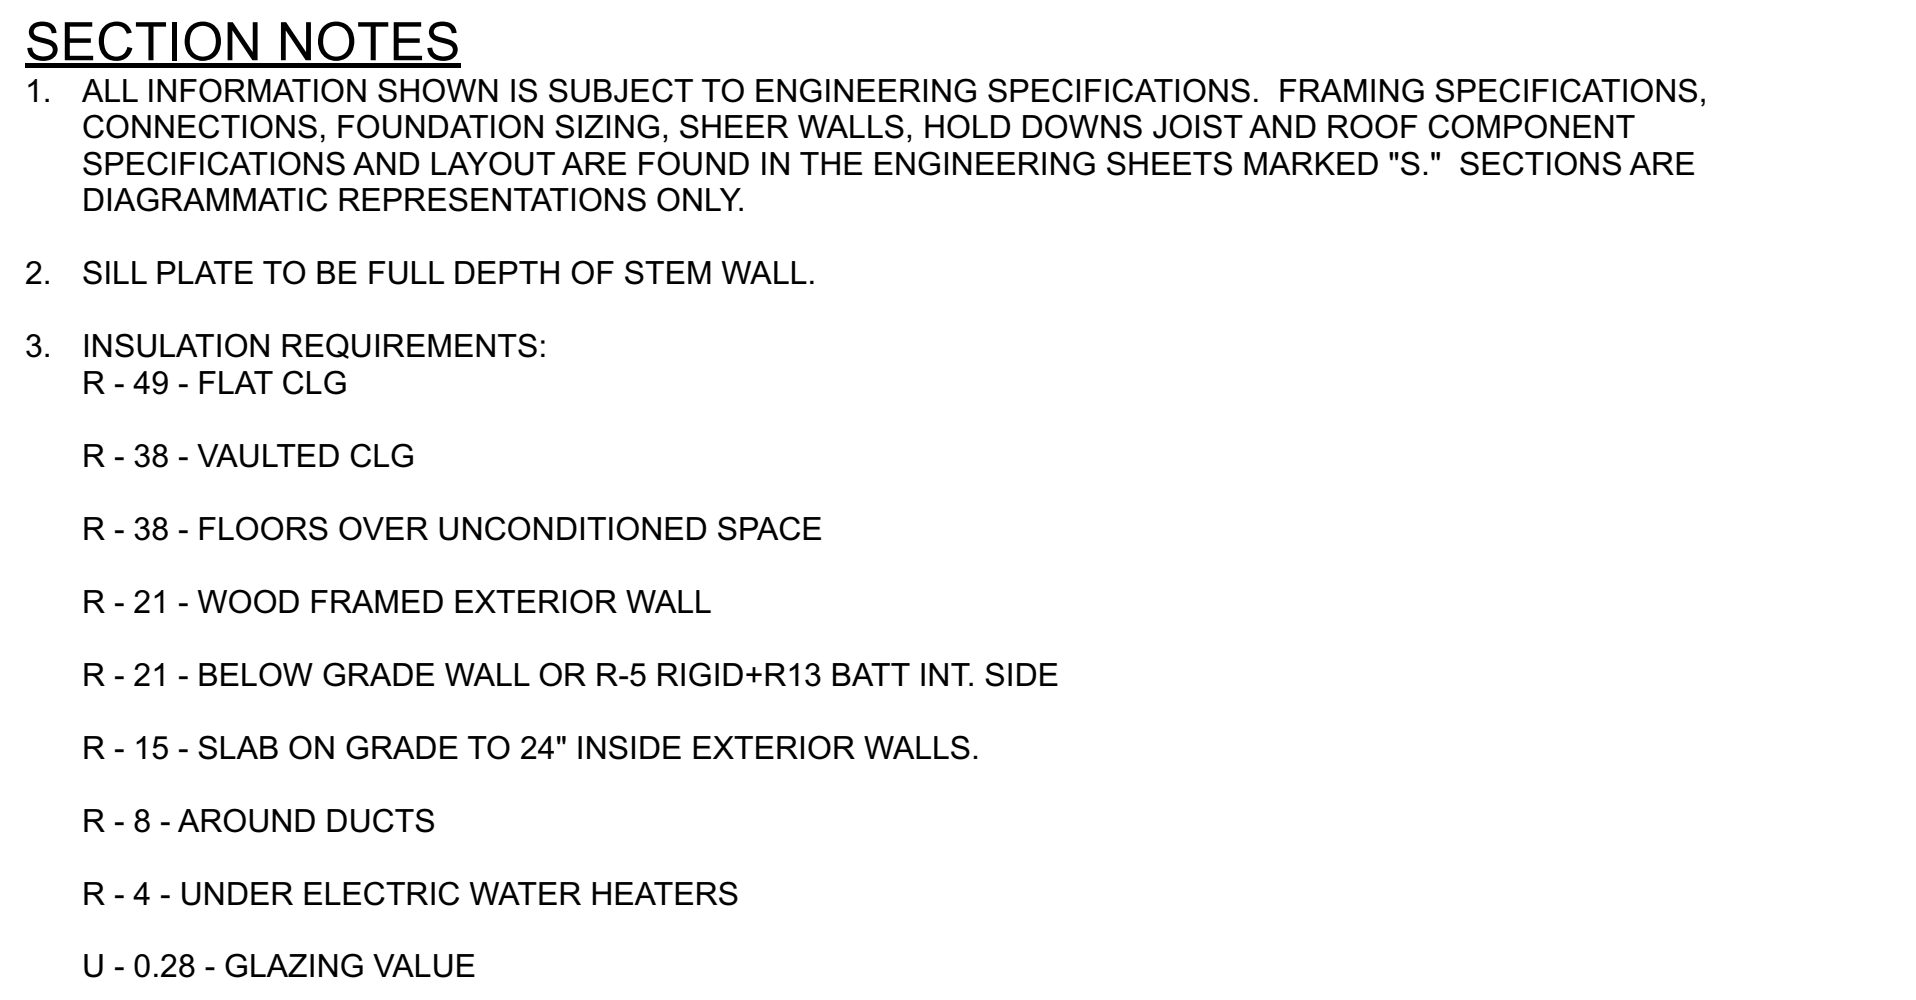 SECTION NOTES
1. ALL INFORMATION SHOWN IS SUBJECT TO ENGINEERING SPECIFICATIONS.  FRAMING SPECIFICATIONS,
CONNECTIONS, FOUNDATION SIZING, SHEER WALLS, HOLD DOWNS JOIST AND ROOF COMPONENT
SPECIFICATIONS AND LAYOUT ARE FOUND IN THE ENGINEERING SHEETS MARKED "S."  SECTIONS ARE
DIAGRAMMATIC REPRESENTATIONS ONLY.
2. SILL PLATE TO BE FULL DEPTH OF STEM WALL.
3. INSULATION REQUIREMENTS:
R - 49 - FLAT CLG
R - 38 - VAULTED CLG
R - 38 - FLOORS OVER UNCONDITIONED SPACE
R - 21 - WOOD FRAMED EXTERIOR WALL
R - 21 - BELOW GRADE WALL OR R-5 RIGID+R13 BATT INT. SIDE
R - 15 - SLAB ON GRADE TO 24" INSIDE EXTERIOR WALLS.
R - 8 - AROUND DUCTS
R - 4 - UNDER ELECTRIC WATER HEATERS
U - 0.28 - GLAZING VALUE